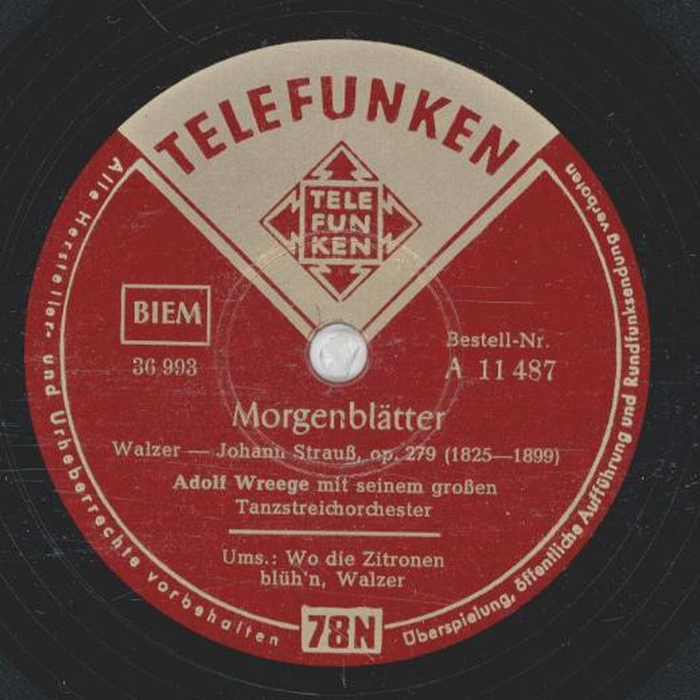 TELEFUNKEN
TELE
FUN
KEN
BIEM
36 993
Bestell-Nr.
A 11 487
Morgenblätter
Walzer — Johann Strauß, op. 279 (1825—1899)
Adolf Wreege mit seinem großen
Tanzstreichorchester
Ums.: Wo die Zitronen
blüh'n, Walzer
78N
Alle Hersteller- und Urheberrechte vorbehalten
Überspielung, öffentliche Aufführung und Rundfunksendung verboten